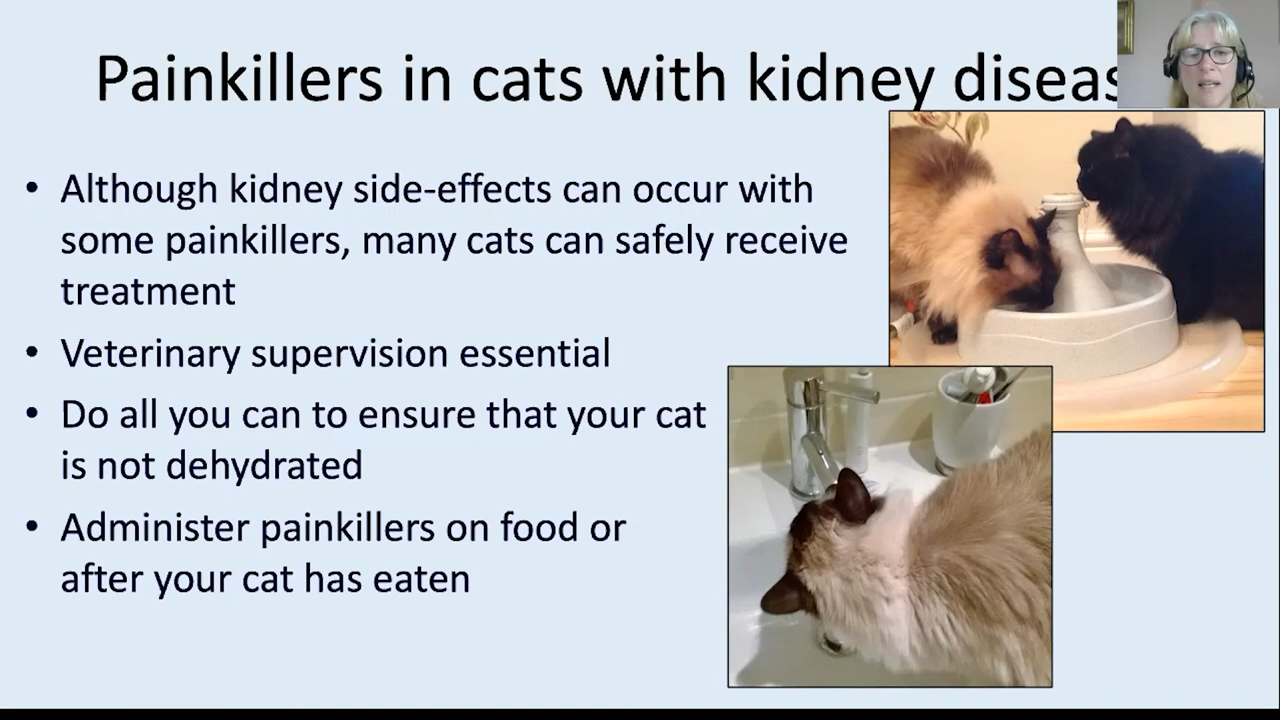 Painkillers in cats with kidney diseas
• Although kidney side-effects can occur with
some painkillers, many cats can safely receive
treatment
• Veterinary supervision essential
• Do all you can to ensure that your cat
is not dehydrated
• Administer painkillers on food or
after your cat has eaten